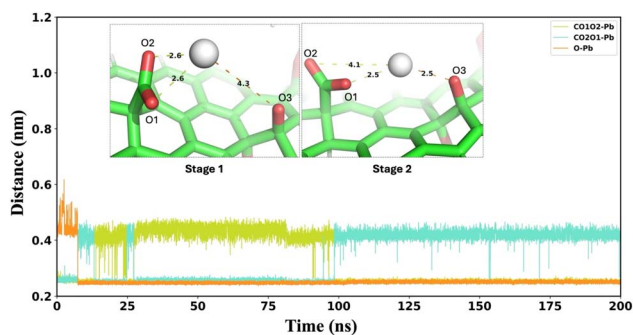 1.2
1.0
0.8
0.6
0.4
0.2
Distance (nm)
O2
2.6
2.6
4.3
O3
O1
Stage 1
O2
4.1
2.5
2.5
O3
O1
Stage 2
CO1O2-Pb
CO2O1-Pb
O-Pb
0 25 50 75 100 125 150 175 200
Time (ns)